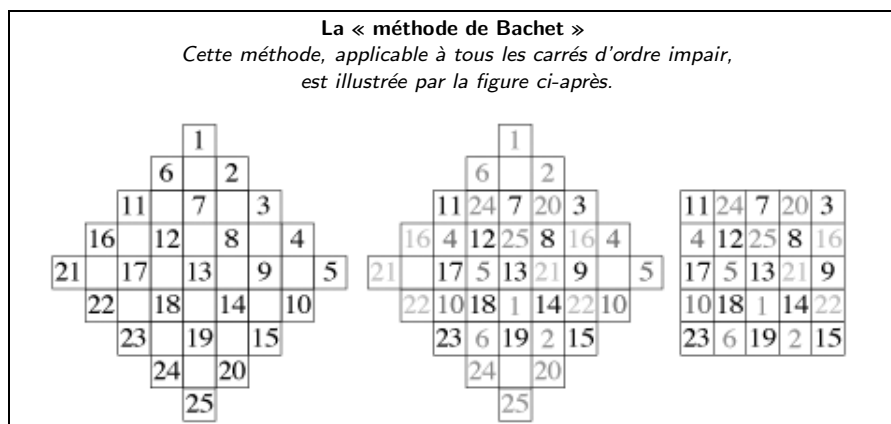 La « méthode de Bachet »
Cette méthode, applicable à tous les carrés d'ordre impair,
est illustrée par la figure ci-après.
1
6 2
11 7 3
16 12 8 4
21 17 13 9 5
22 18 14 10
23 19 15
24 20
25
1
6 2
11 24 7 20 3
16 4 12 25 8 16 4
21 17 5 13 21 9 5
22 10 18 1 14 22 10
23 6 19 2 15
24 20
25
11 24 7 20 3
4 12 25 8 16
17 5 13 21 9
10 18 1 14 22
23 6 19 2 15